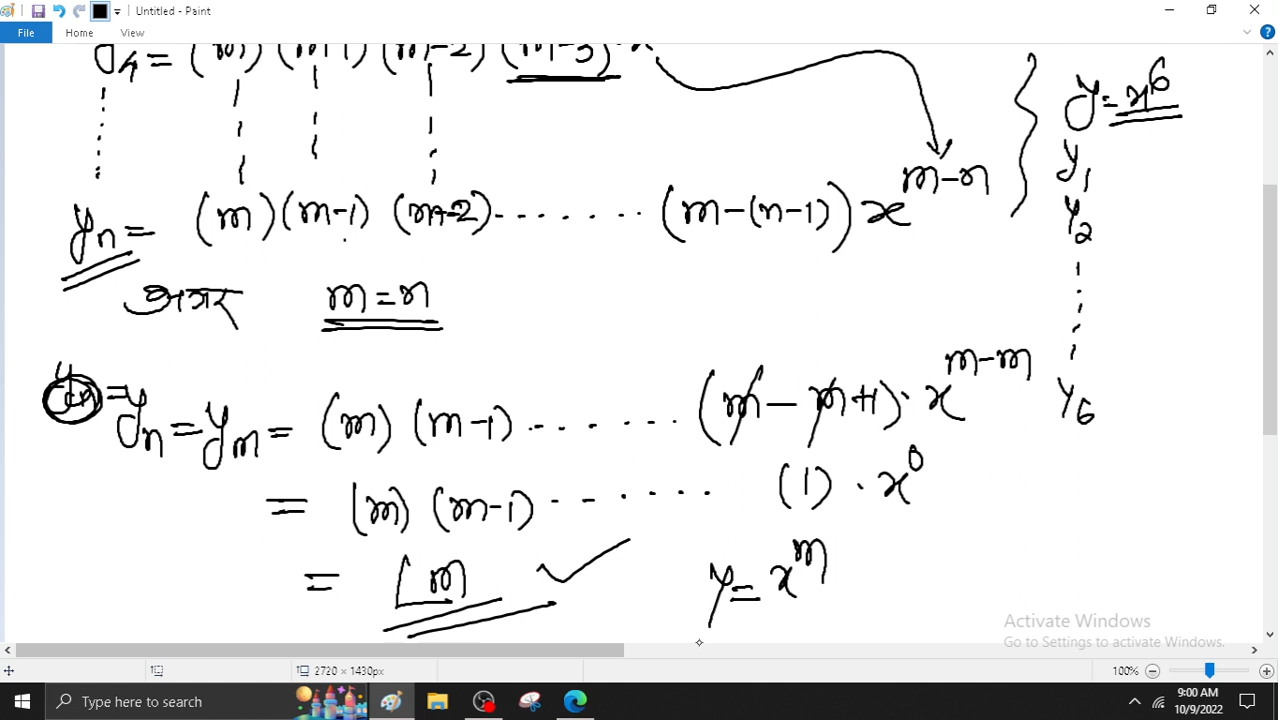 Untitled - Paint
File Home View
y₄ = (m) (m-1) (m-2) (m-3) x
y = x⁶
y₁
yₙ = (m) (m-1) (m-2) ....... (m-(n-1)) x^(m-n)
y₂
अगर m = n
yₙ = yₘ = (m) (m-1) ....... (m - m + 1) · x^(m-m)
y₆
= (m) (m-1) ....... (1) · x⁰
= ∟m
y = x^m
Activate Windows
Go to Settings to activate Windows.
2720 × 1430px 100%
Type here to search
9:00 AM
10/9/2022